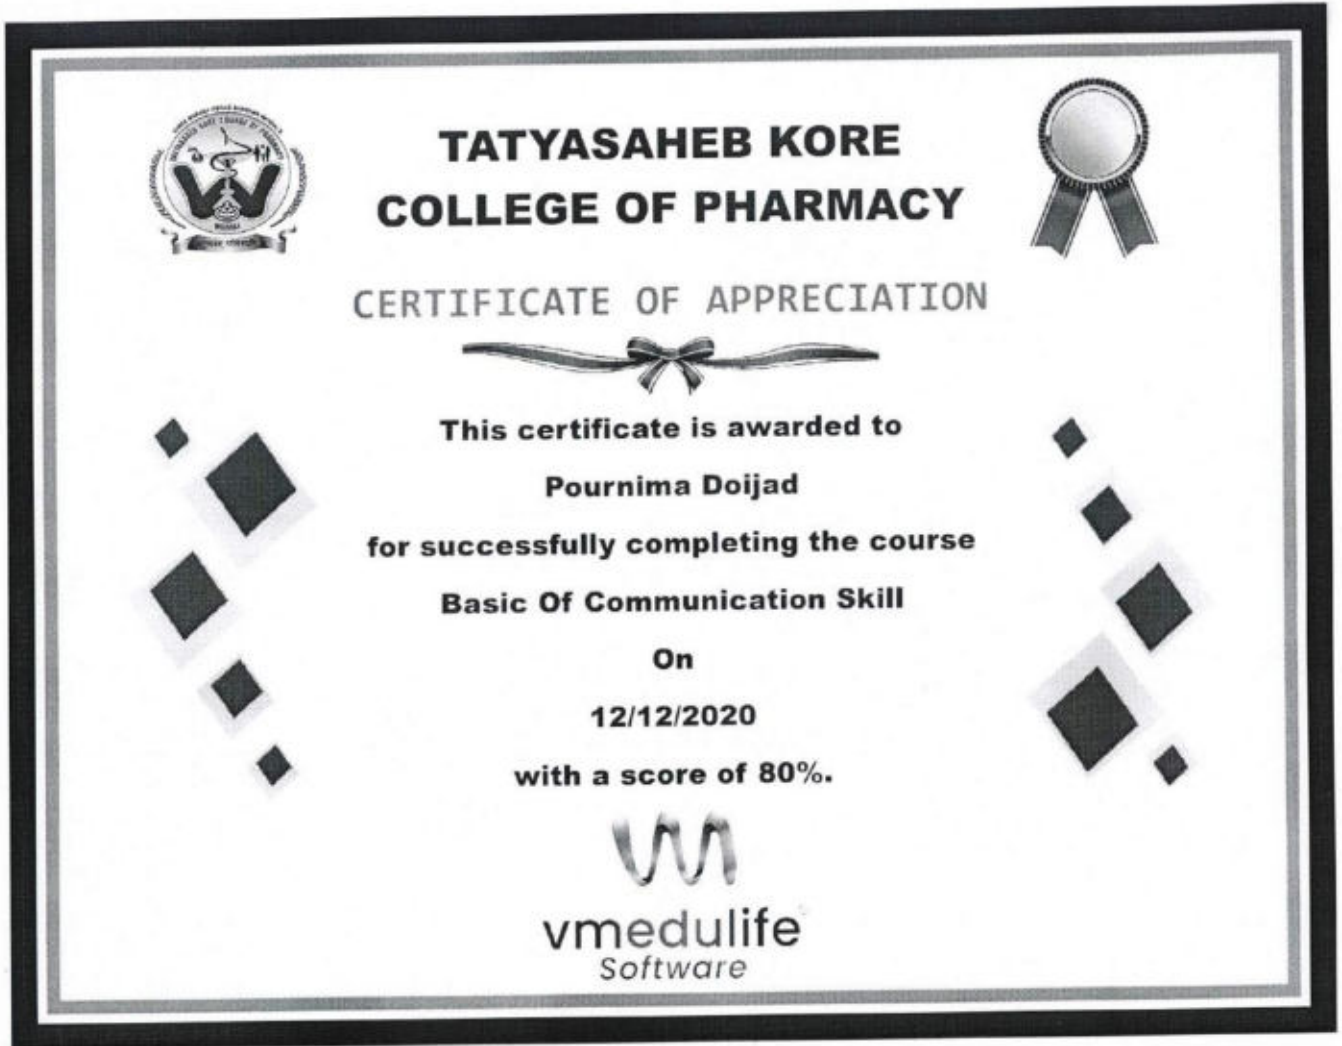 TATYASAHEB KORE
COLLEGE OF PHARMACY
CERTIFICATE OF APPRECIATION
This certificate is awarded to
Pournima Doijad
for successfully completing the course
Basic Of Communication Skill
On
12/12/2020
with a score of 80%.
vmedulife
Software